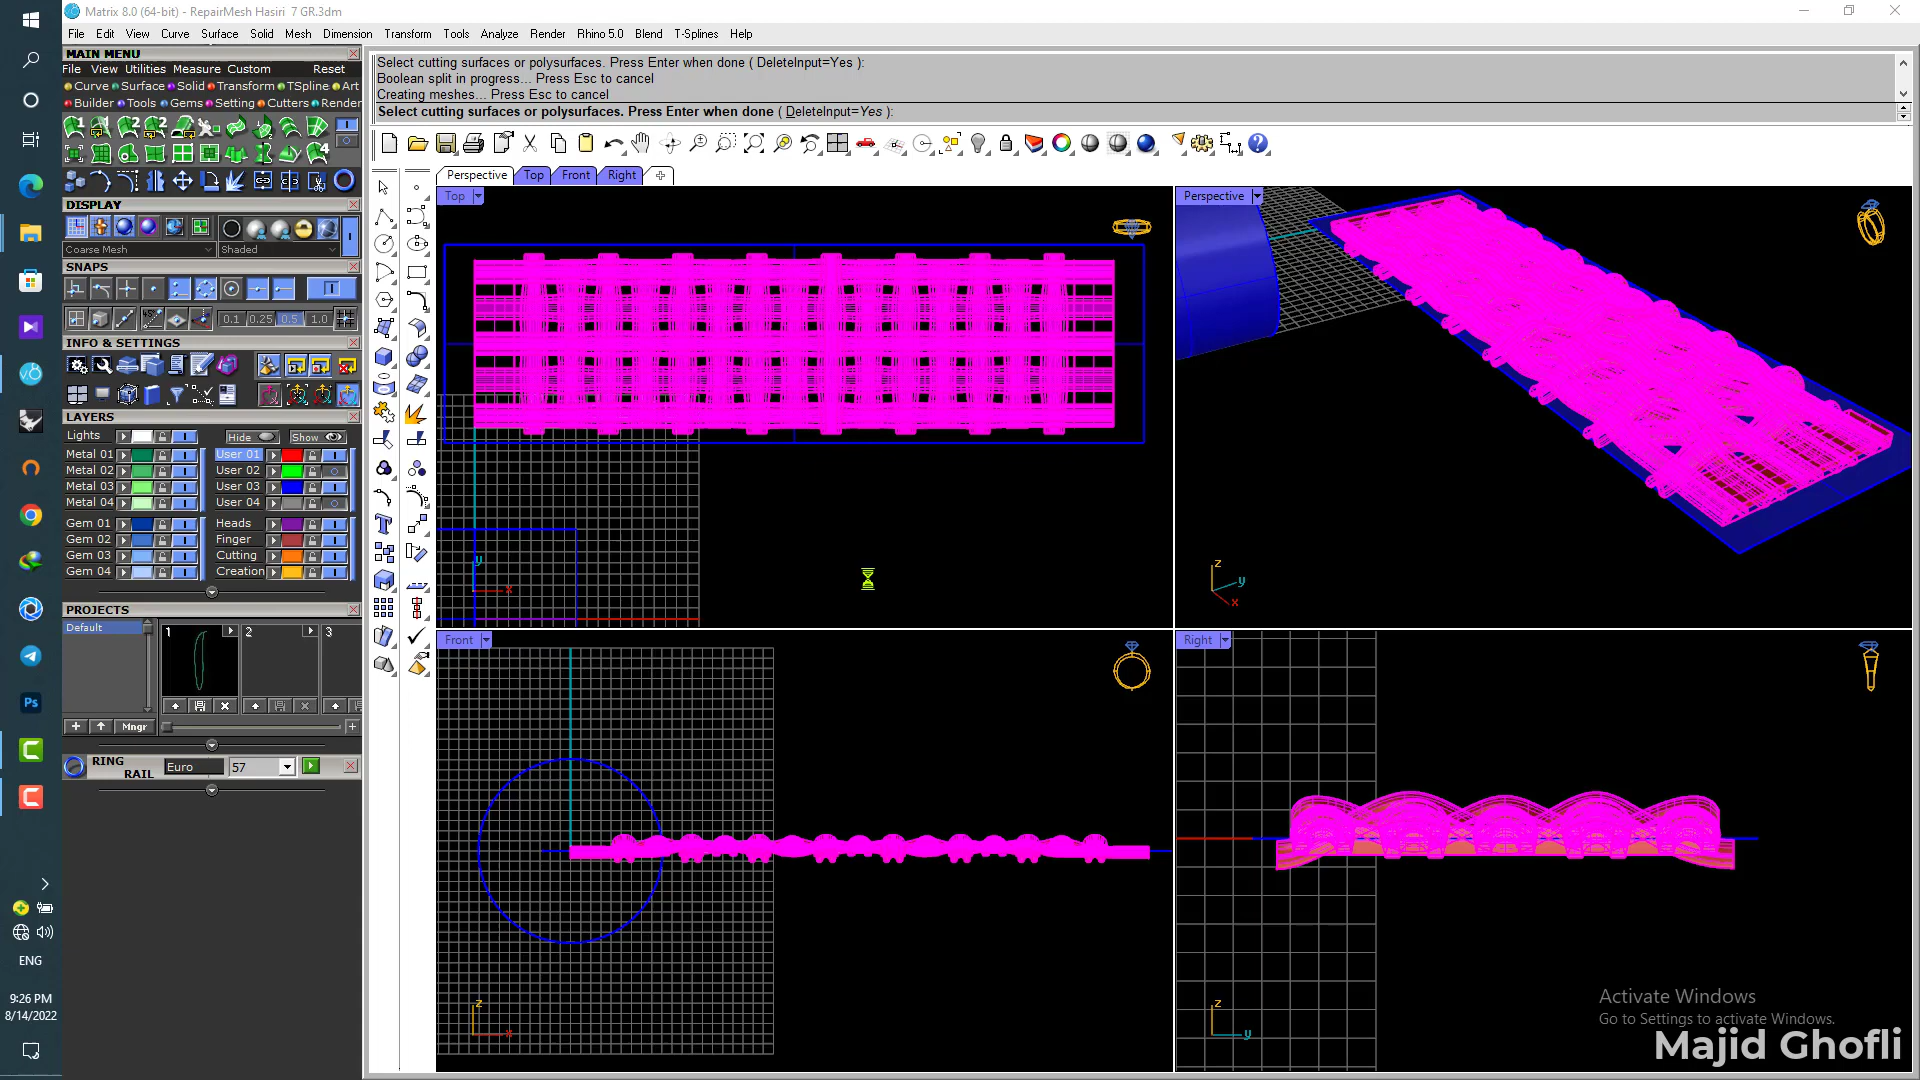 Matrix 8.0 (64-bit) - RepairMesh Hasiri 7 GR.3dm
File Edit View Curve Surface Solid Mesh Dimension Transform Tools Analyze Render Rhino 5.0 Blend T-Splines Help
MAIN MENU
File View Utilities Measure Custom Reset
Curve Surface Solid Transform TSpline Art
Builder Tools Gems Setting Cutters Render
Select cutting surfaces or polysurfaces. Press Enter when done ( DeleteInput=Yes ):
Boolean split in progress... Press Esc to cancel
Creating meshes... Press Esc to cancel
Select cutting surfaces or polysurfaces. Press Enter when done ( DeleteInput=Yes ):
Perspective Top Front Right
Top
Perspective
DISPLAY
Coarse Mesh Shaded
SNAPS
0.1 0.25 0.5 1.0
INFO & SETTINGS
LAYERS
Lights Hide Show
Metal 01 User 01
Metal 02 User 02
Metal 03 User 03
Metal 04 User 04
Gem 01 Heads
Gem 02 Finger
Gem 03 Cutting
Gem 04 Creation
PROJECTS
Default 1 2 3
Mngr
RING RAIL Euro 57
y
x
z
y
x
Front
Right
z
x
z
y
ENG
9:26 PM
8/14/2022
Activate Windows
Go to Settings to activate Windows.
Majid Ghofli